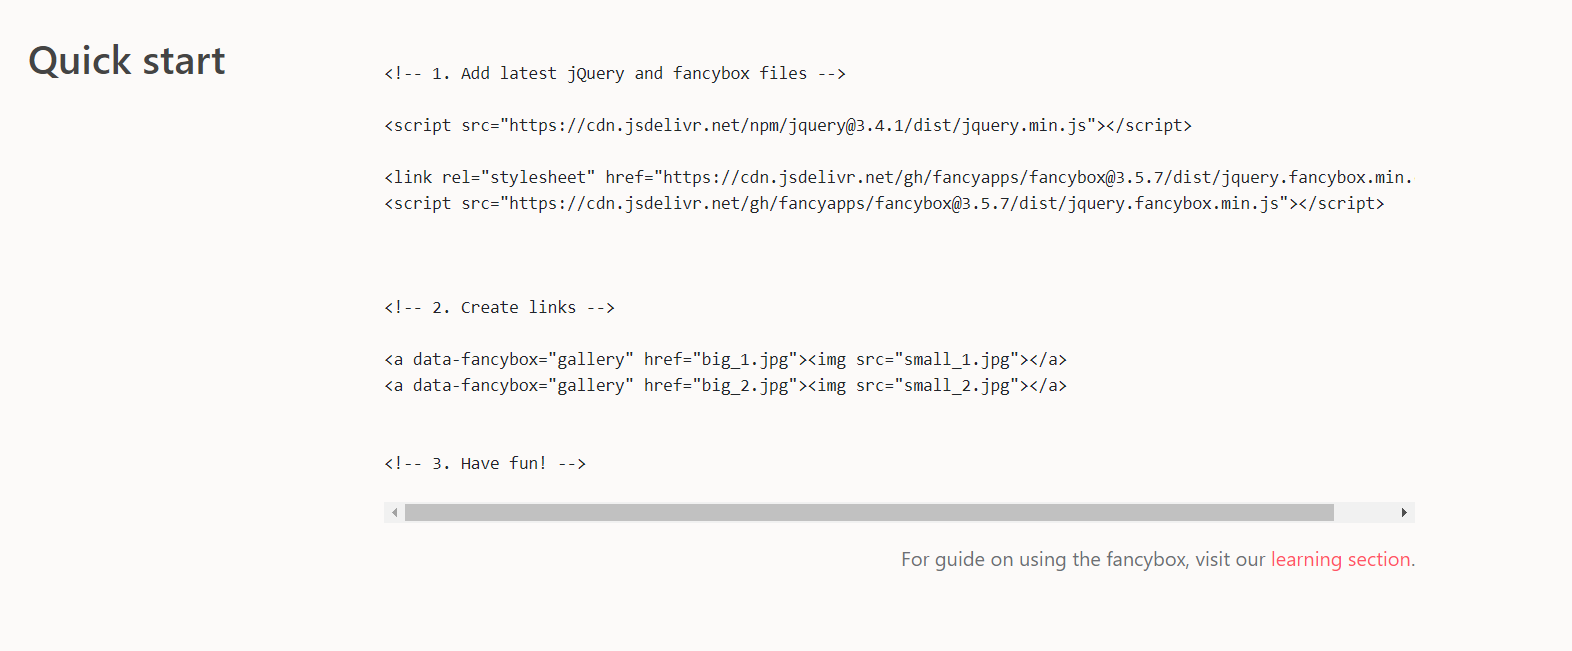 Quick start
<!-- 1. Add latest jQuery and fancybox files -->
<script src="https://cdn.jsdelivr.net/npm/jquery@3.4.1/dist/jquery.min.js"></script>
<link rel="stylesheet" href="https://cdn.jsdelivr.net/gh/fancyapps/fancybox@3.5.7/dist/jquery.fancybox.min.
<script src="https://cdn.jsdelivr.net/gh/fancyapps/fancybox@3.5.7/dist/jquery.fancybox.min.js"></script>
<!-- 2. Create links -->
<a data-fancybox="gallery" href="big_1.jpg"><img src="small_1.jpg"></a>
<a data-fancybox="gallery" href="big_2.jpg"><img src="small_2.jpg"></a>
<!-- 3. Have fun! -->
For guide on using the fancybox, visit our learning section.